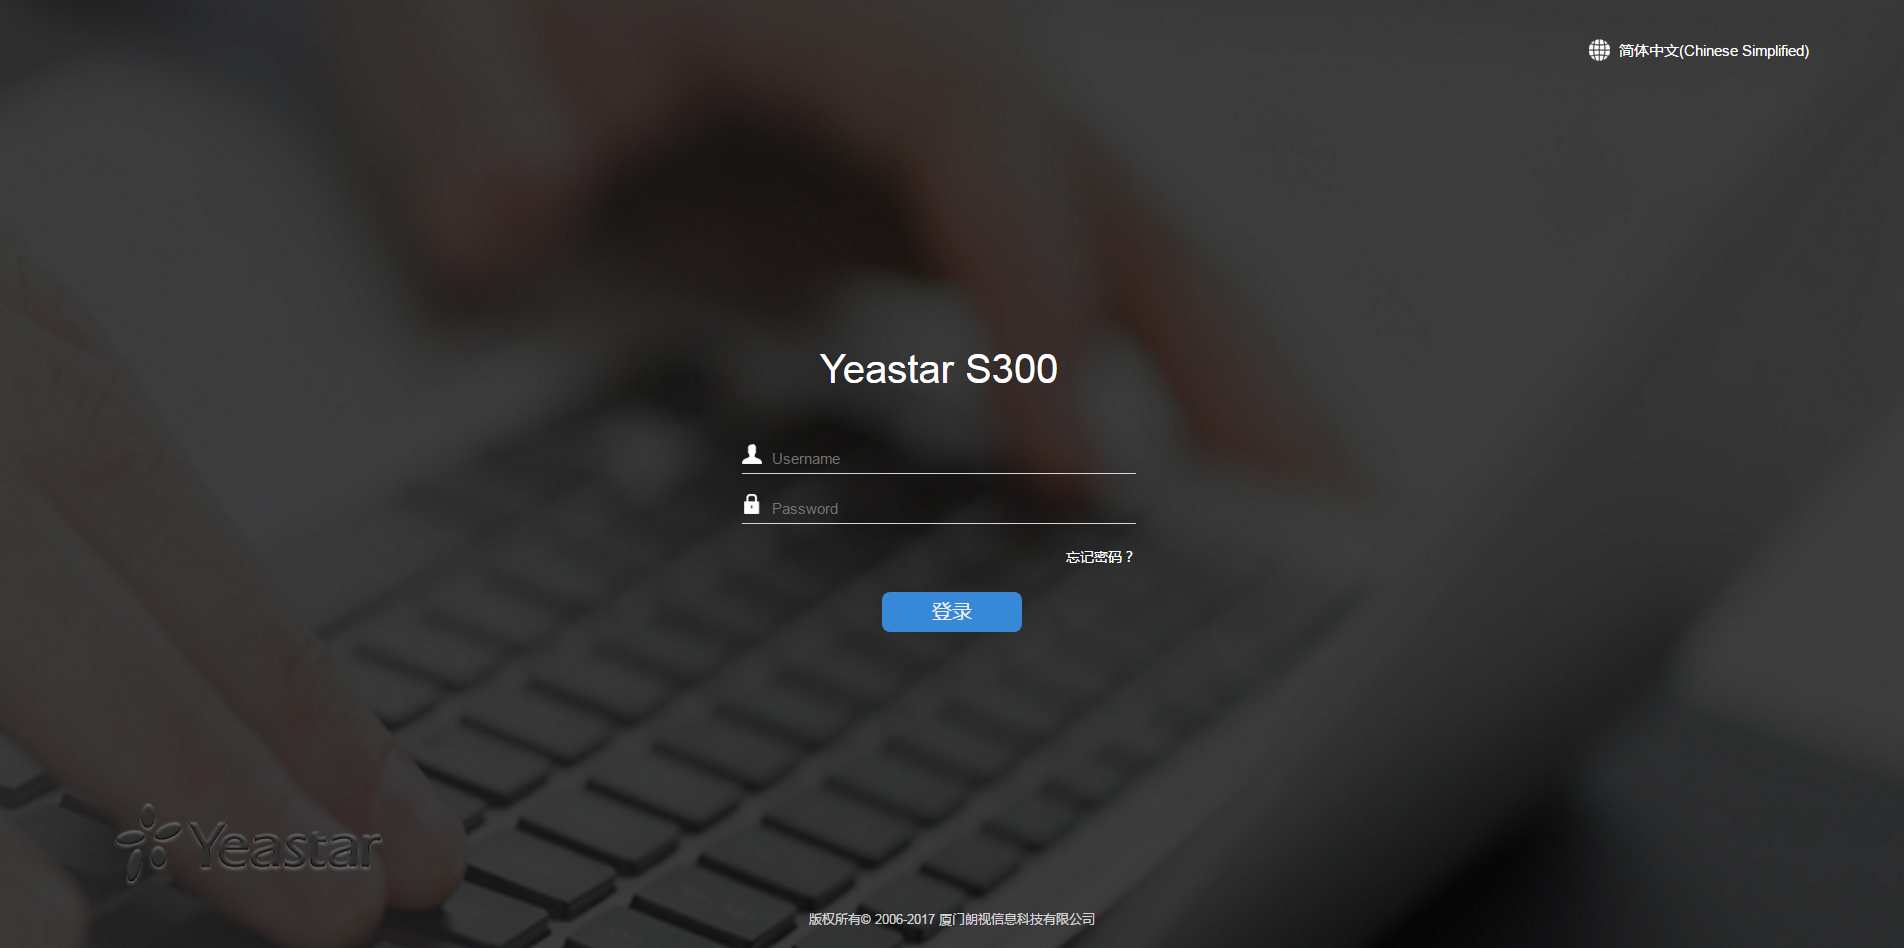 简体中文(Chinese Simplified)
Yeastar S300
Username
Password
忘记密码？
登录
Yeastar
版权所有© 2006-2017 厦门朗视信息科技有限公司